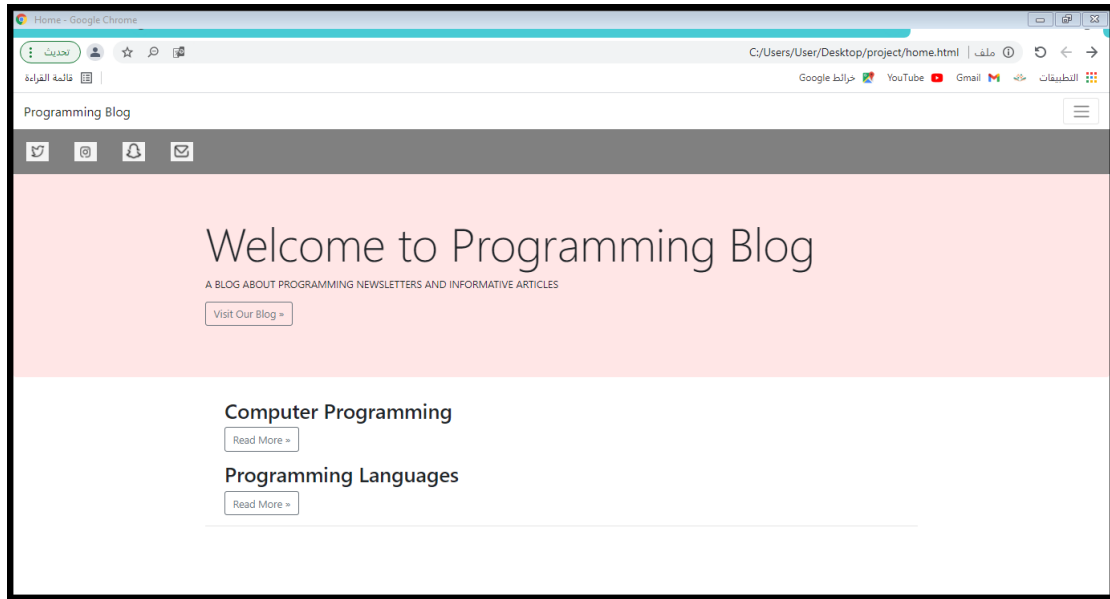 Home - Google Chrome
تحديث
C:/Users/User/Desktop/project/home.html | ملف
قائمة القراءة
التطبيقات Gmail YouTube خرائط Google
Programming Blog
Welcome to Programming Blog
A BLOG ABOUT PROGRAMMING NEWSLETTERS AND INFORMATIVE ARTICLES
Visit Our Blog »
Computer Programming
Read More »
Programming Languages
Read More »